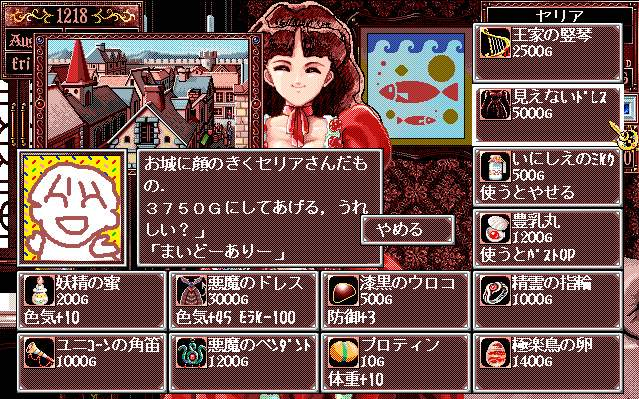 1218
セリア
Au
Fri
王家の竪琴
2500G
見えないドレス
5000G
お城に顔のきくセリアさんだも
の．
３７５０Ｇにしてあげる，うれ
しい？」
「まいどーありー」
やめる
いにしえのミルク
500G
使うとやせる
豊乳丸
1200G
使うとバストUP
妖精の蜜
200G
色気+10
悪魔のドレス
3000G
色気+45 モラル-100
漆黒のウロコ
500G
防御+3
精霊の指輪
1000G
ユニコーンの角笛
1000G
悪魔のペンダント
1200G
プロティン
10G
体重+10
極楽鳥の卵
1400G